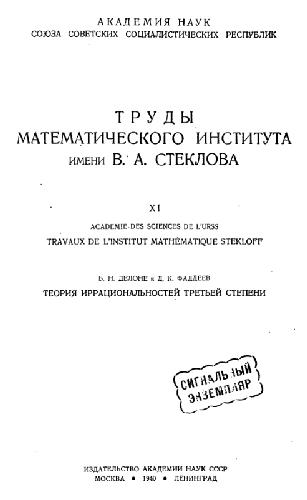 АКАДЕМИЯ НАУК
СОЮЗА СОВЕТСКИХ СОЦИАЛИСТИЧЕСКИХ РЕСПУБЛИК
ТРУДЫ
МАТЕМАТИЧЕСКОГО ИНСТИТУТА
ИМЕНИ В. А. СТЕКЛОВА
XI
ACADEMIE DES SCIENCES DE L'URSS
TRAVAUX DE L'INSTITUT MATHÉMATIQUE STEKLOFF
Б. Н. ДЕЛОНЕ и Д. К. ФАДДЕЕВ
ТЕОРИЯ ИРРАЦИОНАЛЬНОСТЕЙ ТРЕТЬЕЙ СТЕПЕНИ
СИГНАЛЬНЫЙ
ЭКЗЕМПЛЯР
ИЗДАТЕЛЬСТВО АКАДЕМИИ НАУК СССР
МОСКВА • 1940 • ЛЕНИНГРАД